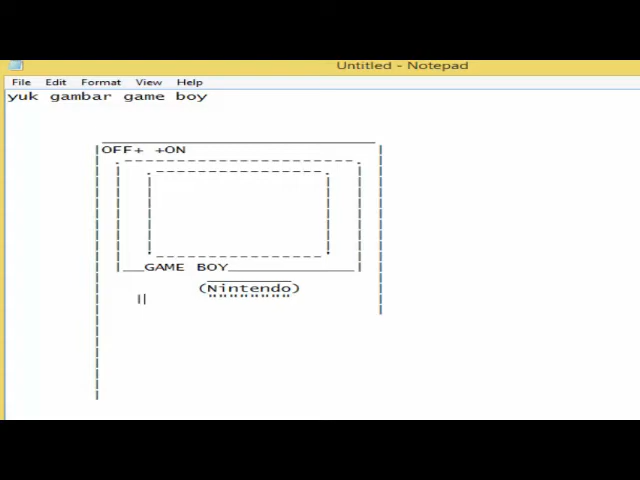 Untitled - Notepad
File Edit Format View Help
yuk gambar game boy
OFF+ +ON
GAME BOY
(Nintendo)